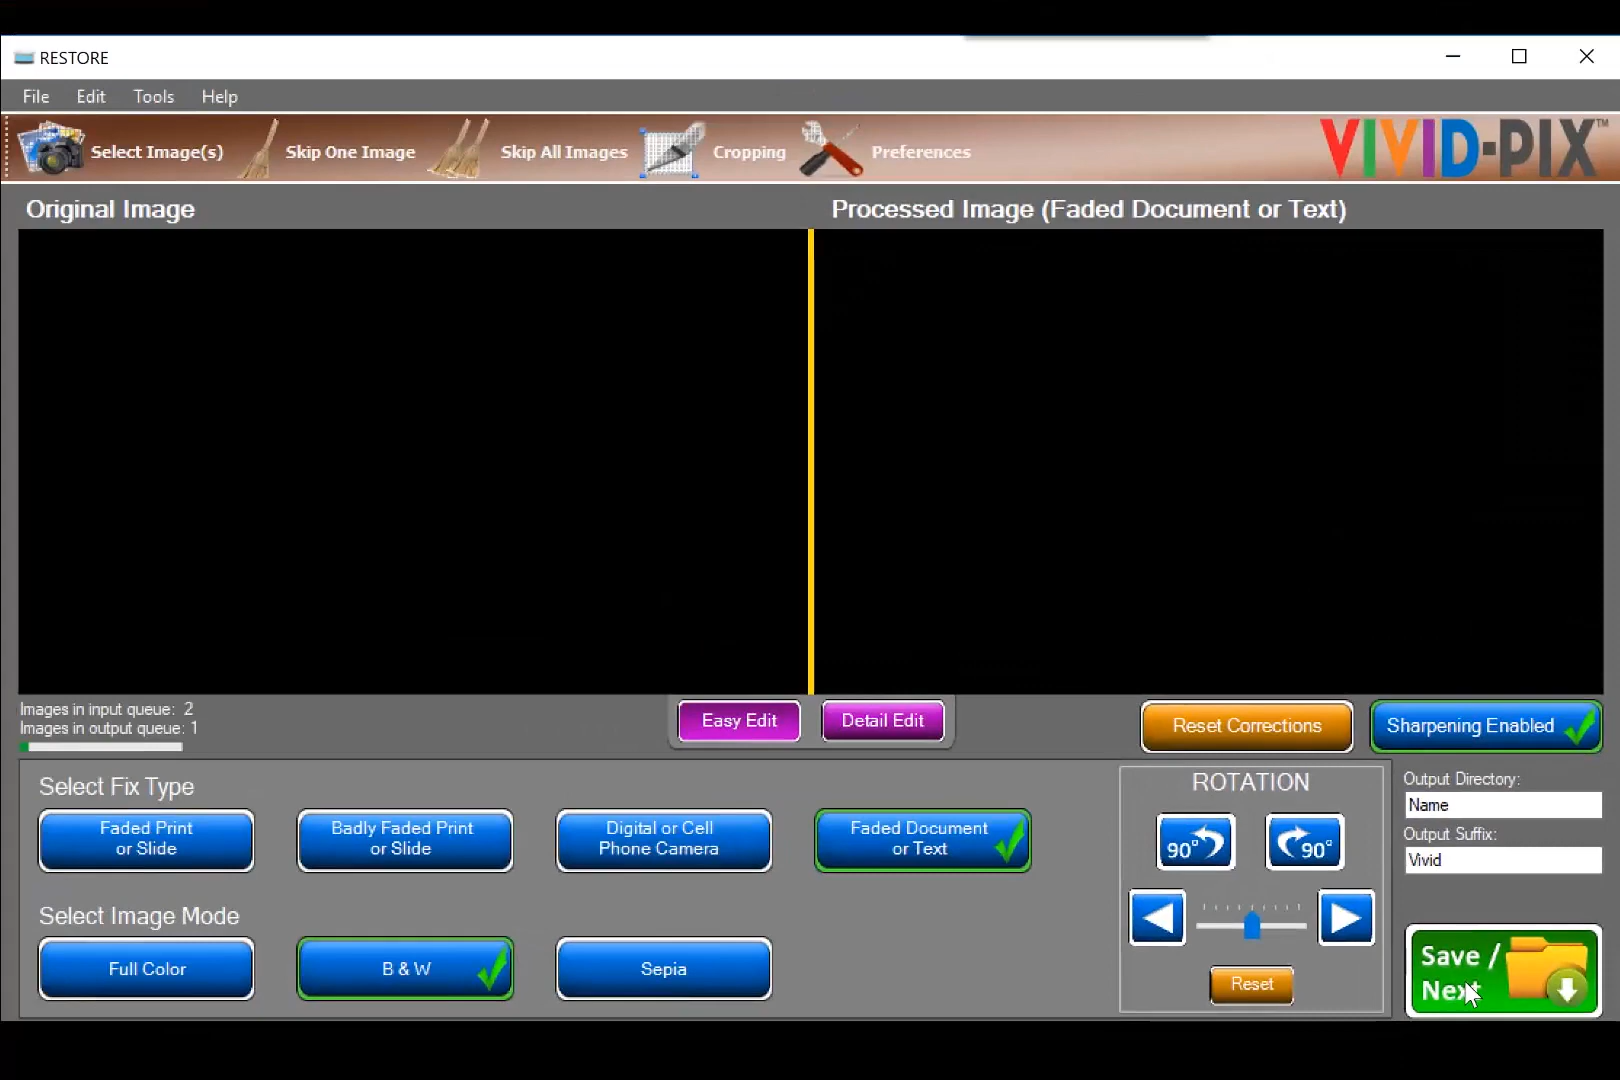 RESTORE
File Edit Tools Help
Select Image(s) Skip One Image Skip All Images Cropping Preferences VIVID-PIX™
Original Image Processed Image (Faded Document or Text)
Images in input queue: 2
Images in output queue: 1
Easy Edit Detail Edit Reset Corrections Sharpening Enabled
Select Fix Type
Faded Print
or Slide
Badly Faded Print
or Slide
Digital or Cell
Phone Camera
Faded Document
or Text
Select Image Mode
Full Color B & W Sepia
ROTATION
90° 90°
Reset
Output Directory:
Name
Output Suffix:
Vivid
Save /
Next